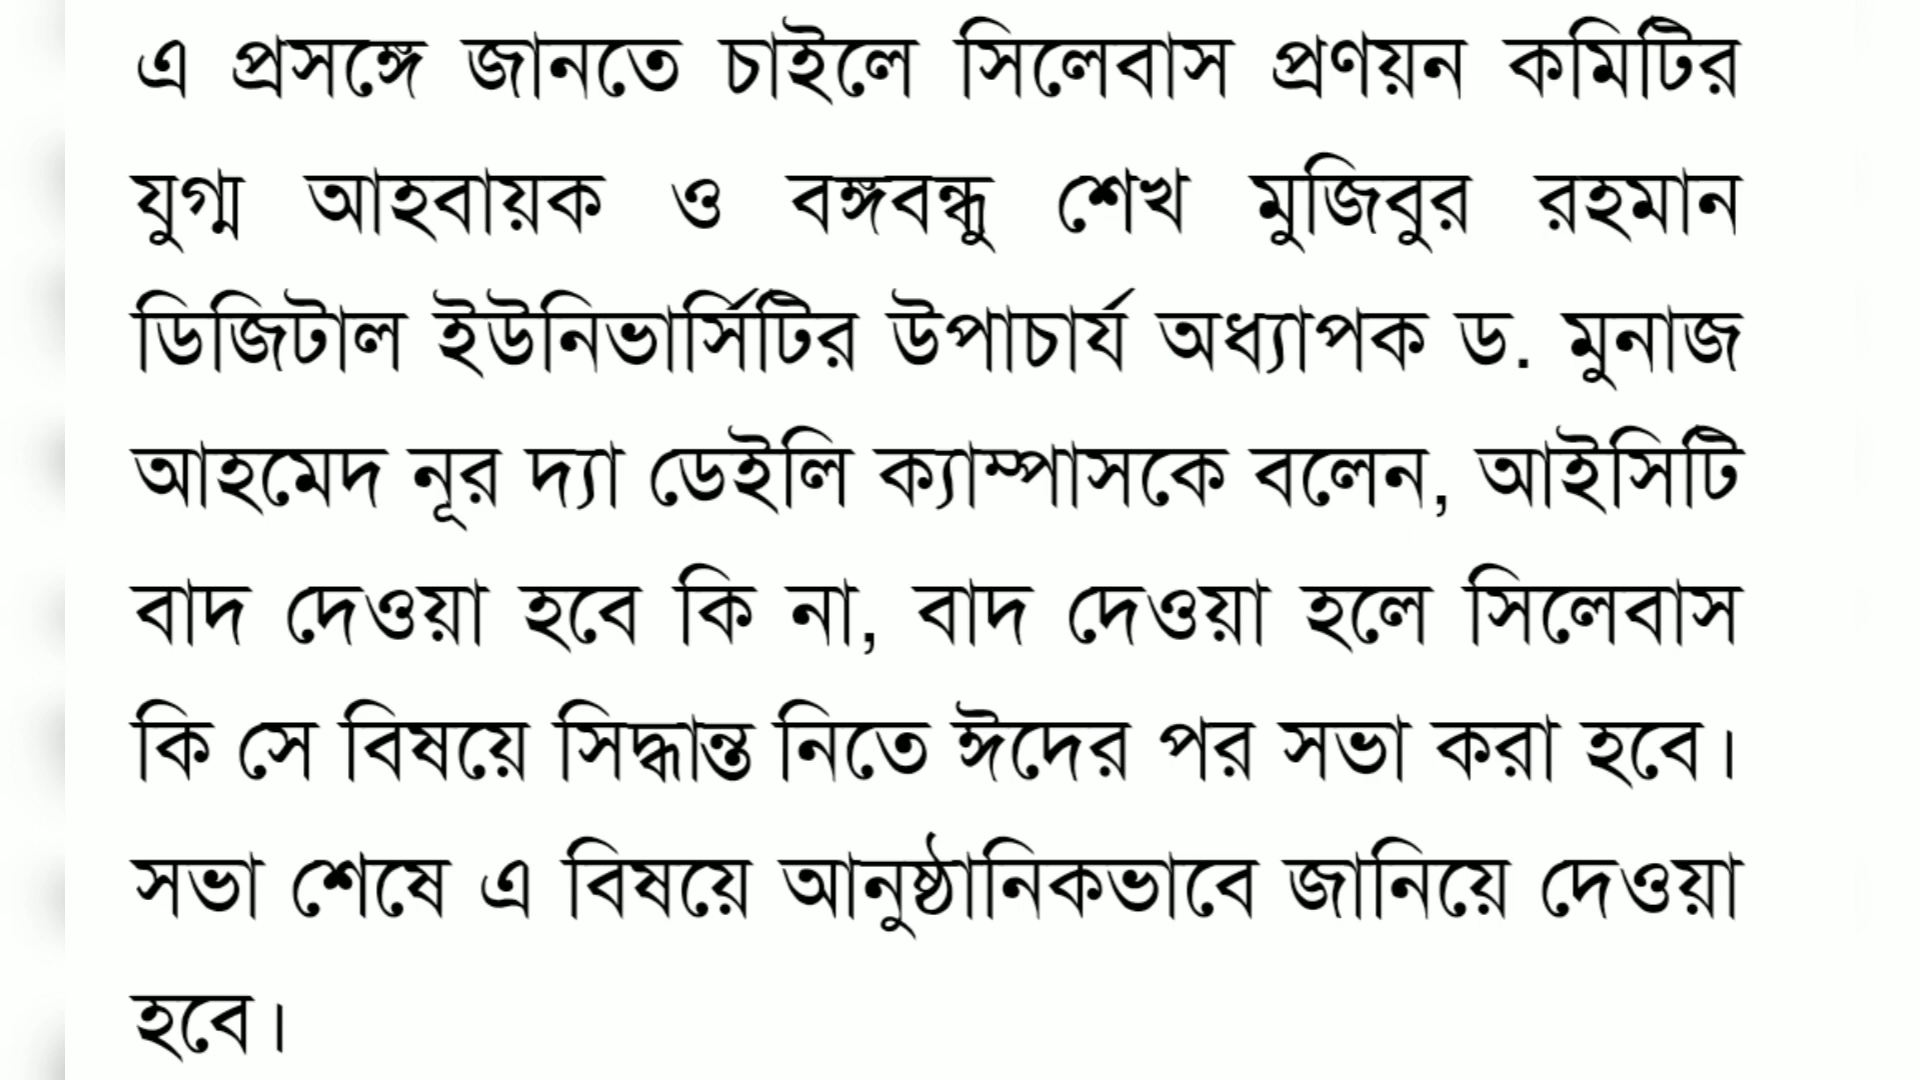 এ প্রসঙ্গে জানতে চাইলে সিলেবাস প্রণয়ন কমিটির
যুগ্ম আহবায়ক ও বঙ্গবন্ধু শেখ মুজিবুর রহমান
ডিজিটাল ইউনিভার্সিটির উপাচার্য অধ্যাপক ড. মুনাজ
আহমেদ নূর দ্যা ডেইলি ক্যাম্পাসকে বলেন, আইসিটি
বাদ দেওয়া হবে কি না, বাদ দেওয়া হলে সিলেবাস
কি সে বিষয়ে সিদ্ধান্ত নিতে ঈদের পর সভা করা হবে।
সভা শেষে এ বিষয়ে আনুষ্ঠানিকভাবে জানিয়ে দেওয়া
হবে।